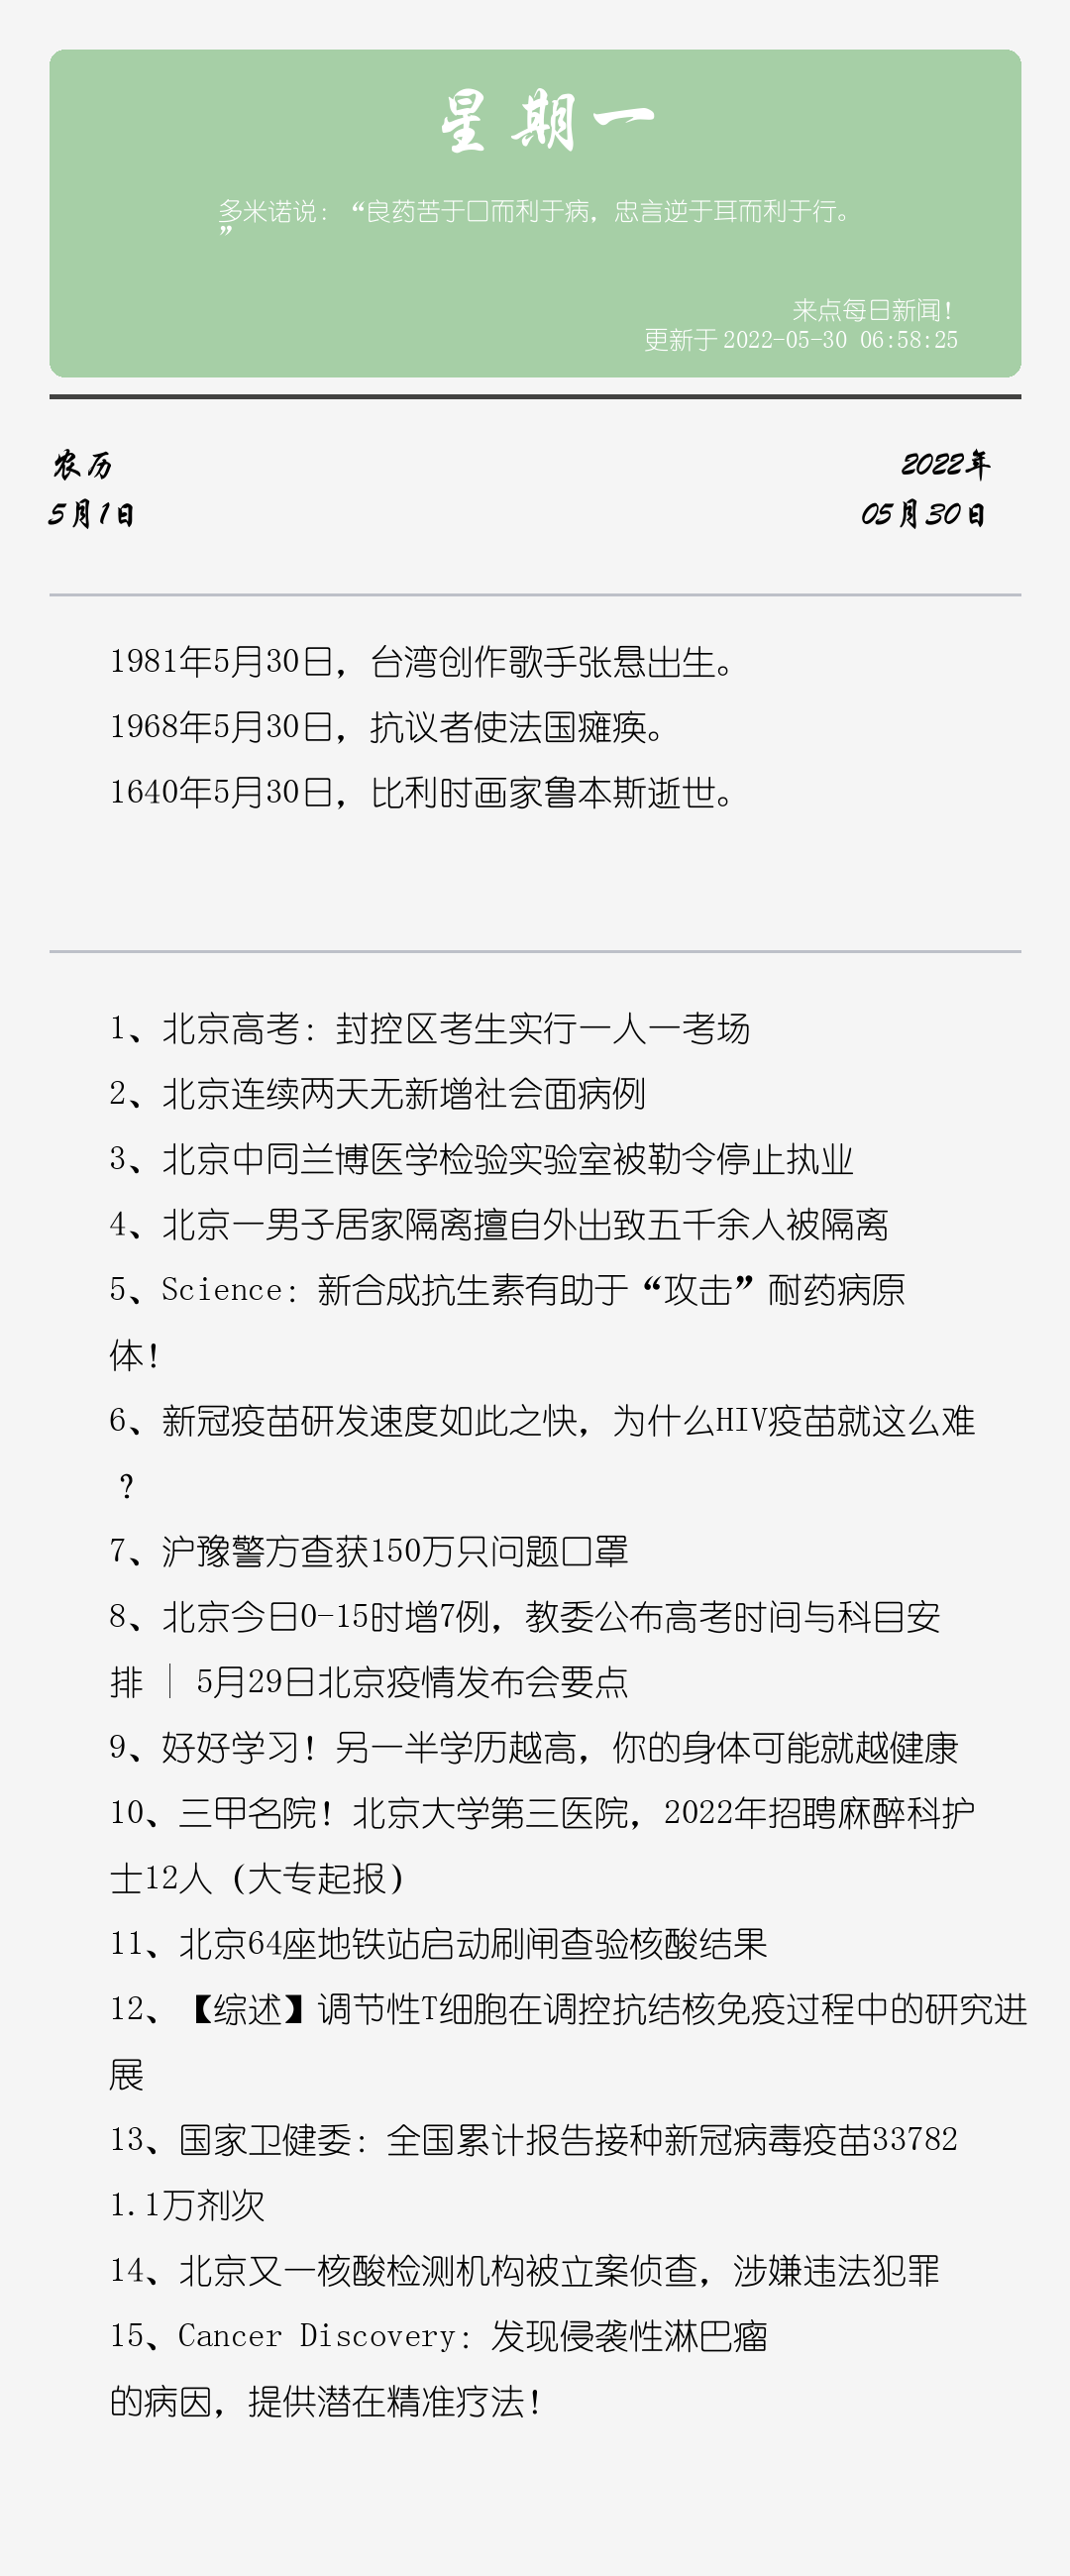 星期一
多米诺说：“良药苦于口而利于病，忠言逆于耳而利于行。
”
来点每日新闻！
更新于2022-05-30 06:58:25
农历
2022年
5月1日
05月30日
1981年5月30日，台湾创作歌手张悬出生。
1968年5月30日，抗议者使法国瘫痪。
1640年5月30日，比利时画家鲁本斯逝世。
1、北京高考：封控区考生实行一人一考场
2、北京连续两天无新增社会面病例
3、北京中同兰博医学检验实验室被勒令停止执业
4、北京一男子居家隔离擅自外出致五千余人被隔离
5、Science：新合成抗生素有助于“攻击”耐药病原
体！
6、新冠疫苗研发速度如此之快，为什么HIV疫苗就这么难
？
7、沪豫警方查获150万只问题口罩
8、北京今日0-15时增7例，教委公布高考时间与科目安
排 | 5月29日北京疫情发布会要点
9、好好学习！另一半学历越高，你的身体可能就越健康
10、三甲名院！北京大学第三医院，2022年招聘麻醉科护
士12人（大专起报）
11、北京64座地铁站启动刷闸查验核酸结果
12、【综述】调节性T细胞在调控抗结核免疫过程中的研究进
展
13、国家卫健委：全国累计报告接种新冠病毒疫苗33782
1.1万剂次
14、北京又一核酸检测机构被立案侦查，涉嫌违法犯罪
15、Cancer Discovery：发现侵袭性淋巴瘤
的病因，提供潜在精准疗法！